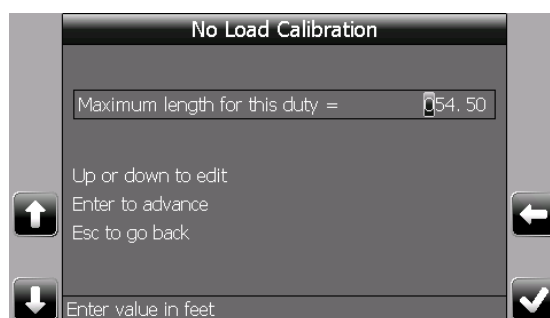 No Load Calibration
Maximum length for this duty = 054.50
Up or down to edit
Enter to advance
Esc to go back
Enter value in feet